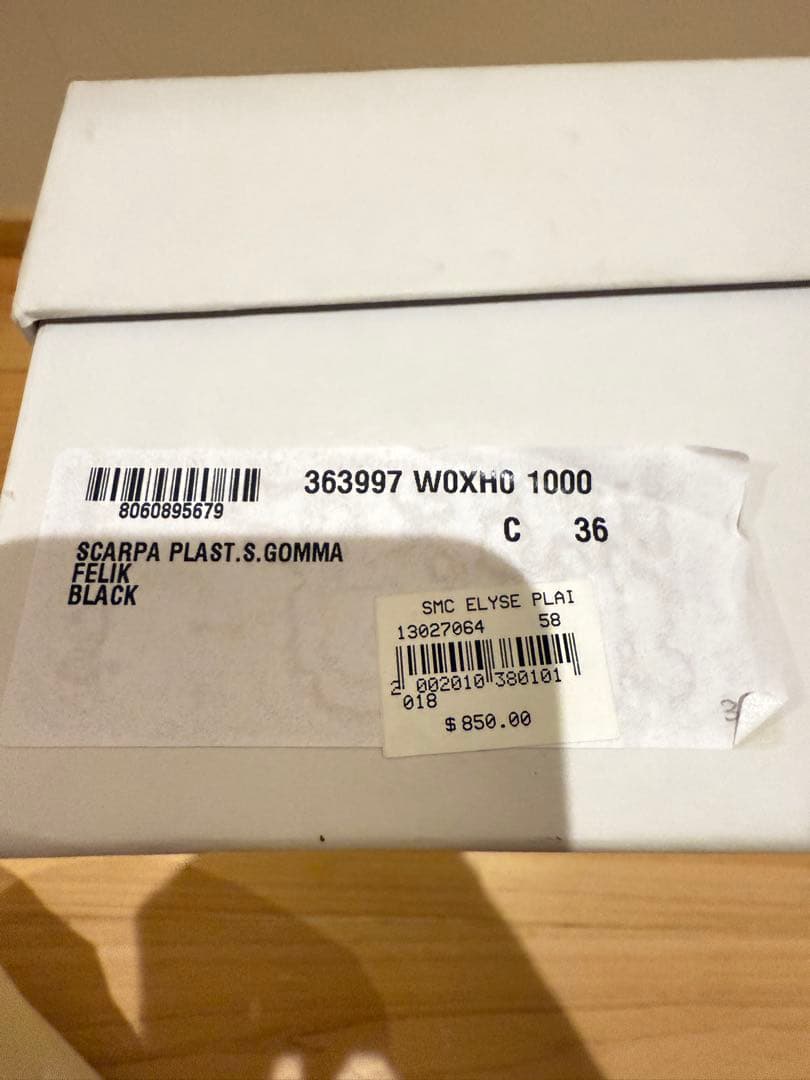 363997 W0XH0 1000
8060895679
C 36
SCARPA PLAST.S.GOMMA
FELIK
BLACK
SMC ELYSE PLAI
13027064 58
2 002010 380101
018
$850.00
3